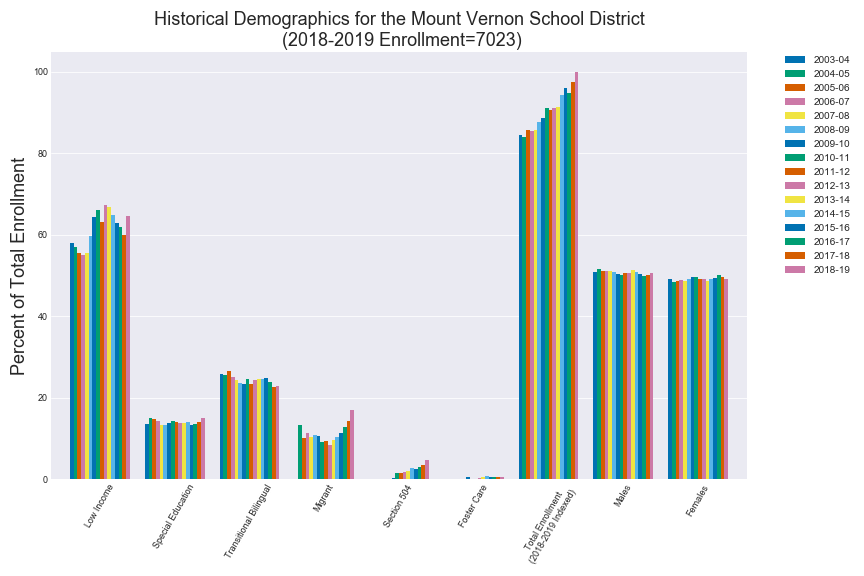 Historical Demographics for the Mount Vernon School District
(2018-2019 Enrollment=7023)
Percent of Total Enrollment
100
80
60
40
20
0
Low Income
Special Education
Transitional Bilingual
Migrant
Section 504
Foster Care
Total Enrollment
(2018-2019 Indexed)
Males
Females
2003-04
2004-05
2005-06
2006-07
2007-08
2008-09
2009-10
2010-11
2011-12
2012-13
2013-14
2014-15
2015-16
2016-17
2017-18
2018-19